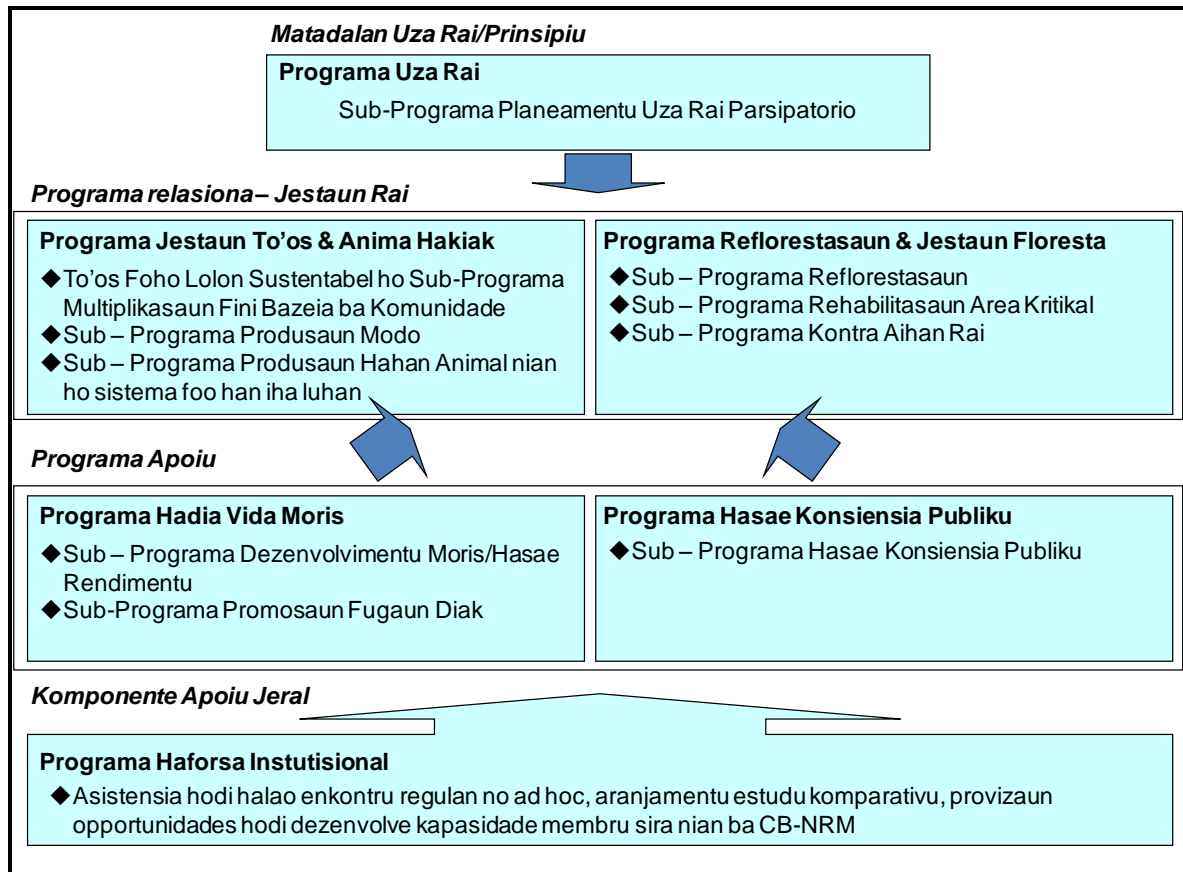 Matadalan Uza Rai/Prinsipiu
Programa Uza Rai
Sub-Programa Planeamentu Uza Rai Parsipatorio
Programa relasiona – Jestaun Rai
Programa Jestaun To'os & Anima Hakiak
◆To'os Foho Lolon Sustentabel ho Sub-Programa
Multiplikasaun Fini Bazeia ba Komunidade
◆Sub – Programa Produsaun Modo
◆Sub – Programa Produsaun Hahan Animal nian
ho sistema foo han iha luhan
Programa Reflorestasaun & Jestaun Floresta
◆Sub – Programa Reflorestasaun
◆Sub – Programa Rehabilitasaun Area Kritikal
◆Sub – Programa Kontra Aihan Rai
Programa Apoiu
Programa Hadia Vida Moris
◆Sub – Programa Dezenvolvimentu Moris/Hasae
Rendimentu
◆Sub-Programa Promosaun Fugaun Diak
Programa Hasae Konsiensia Publiku
◆Sub – Programa Hasae Konsiensia Publiku
Komponente Apoiu Jeral
Programa Haforsa Instutisional
◆Asistensia hodi halao enkontru regulan no ad hoc, aranjamentu estudu komparativu, provizaun
opportunidades hodi dezenvolve kapasidade membru sira nian ba CB-NRM